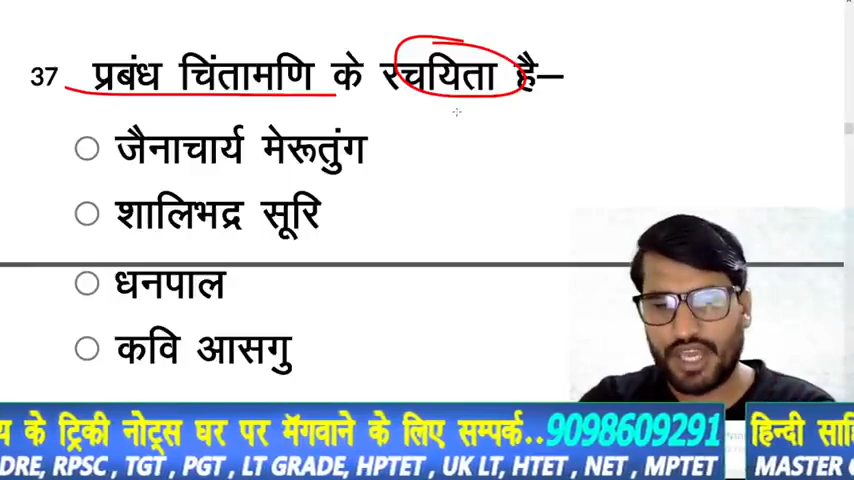 37 प्रबंध चिंतामणि के रचयिता है–
जैनाचार्य मेरूतुंग
शालिभद्र सूरि
धनपाल
कवि आसगु
य के ट्रिकी नोट्स घर पर मँगवाने के लिए सम्पर्क..9098609291
हिन्दी साहि
DRE, RPSC , TGT , PGT , LT GRADE, HPTET , UK LT, HTET , NET , MPTET
MASTER